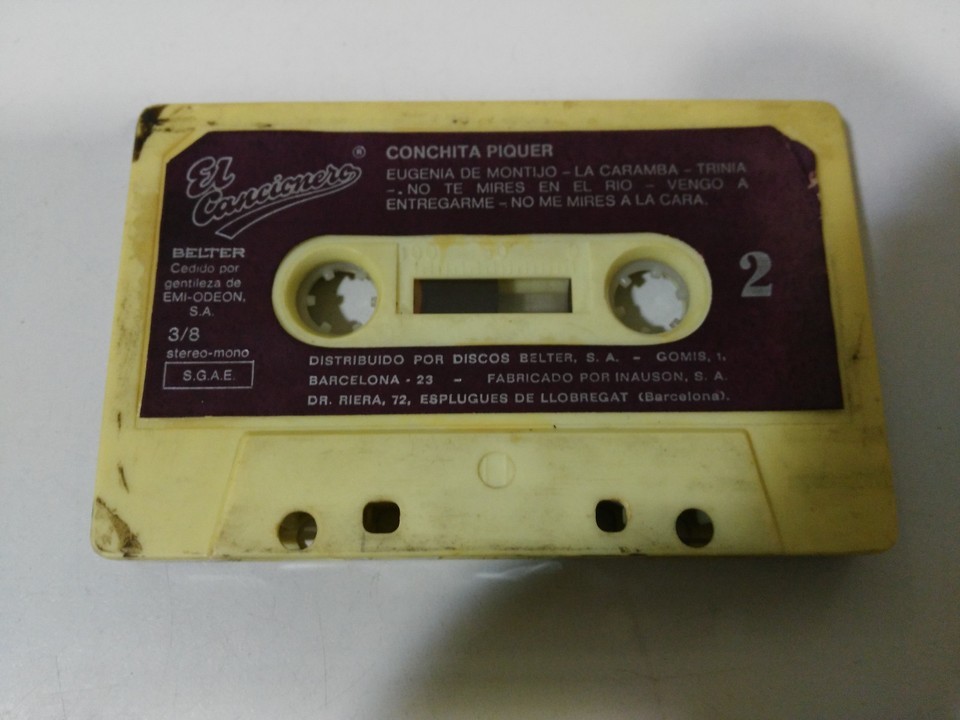 El
Cancionero ®
BELTER
Cedido por
gentileza de
EMI-ODEON,
S.A.
3/8
stereo-mono
S.G.A.E.
CONCHITA PIQUER
EUGENIA DE MONTIJO – LA CARAMBA – TRINIA
–. NO TE MIRES EN EL RIO – VENGO A
ENTREGARME – NO ME MIRES A LA CARA.
2
DISTRIBUIDO POR DISCOS BELTER, S. A. – GOMIS, 1.
BARCELONA - 23 – FABRICADO POR INAUSON, S. A.
DR. RIERA, 72, ESPLUGUES DE LLOBREGAT (Barcelona).